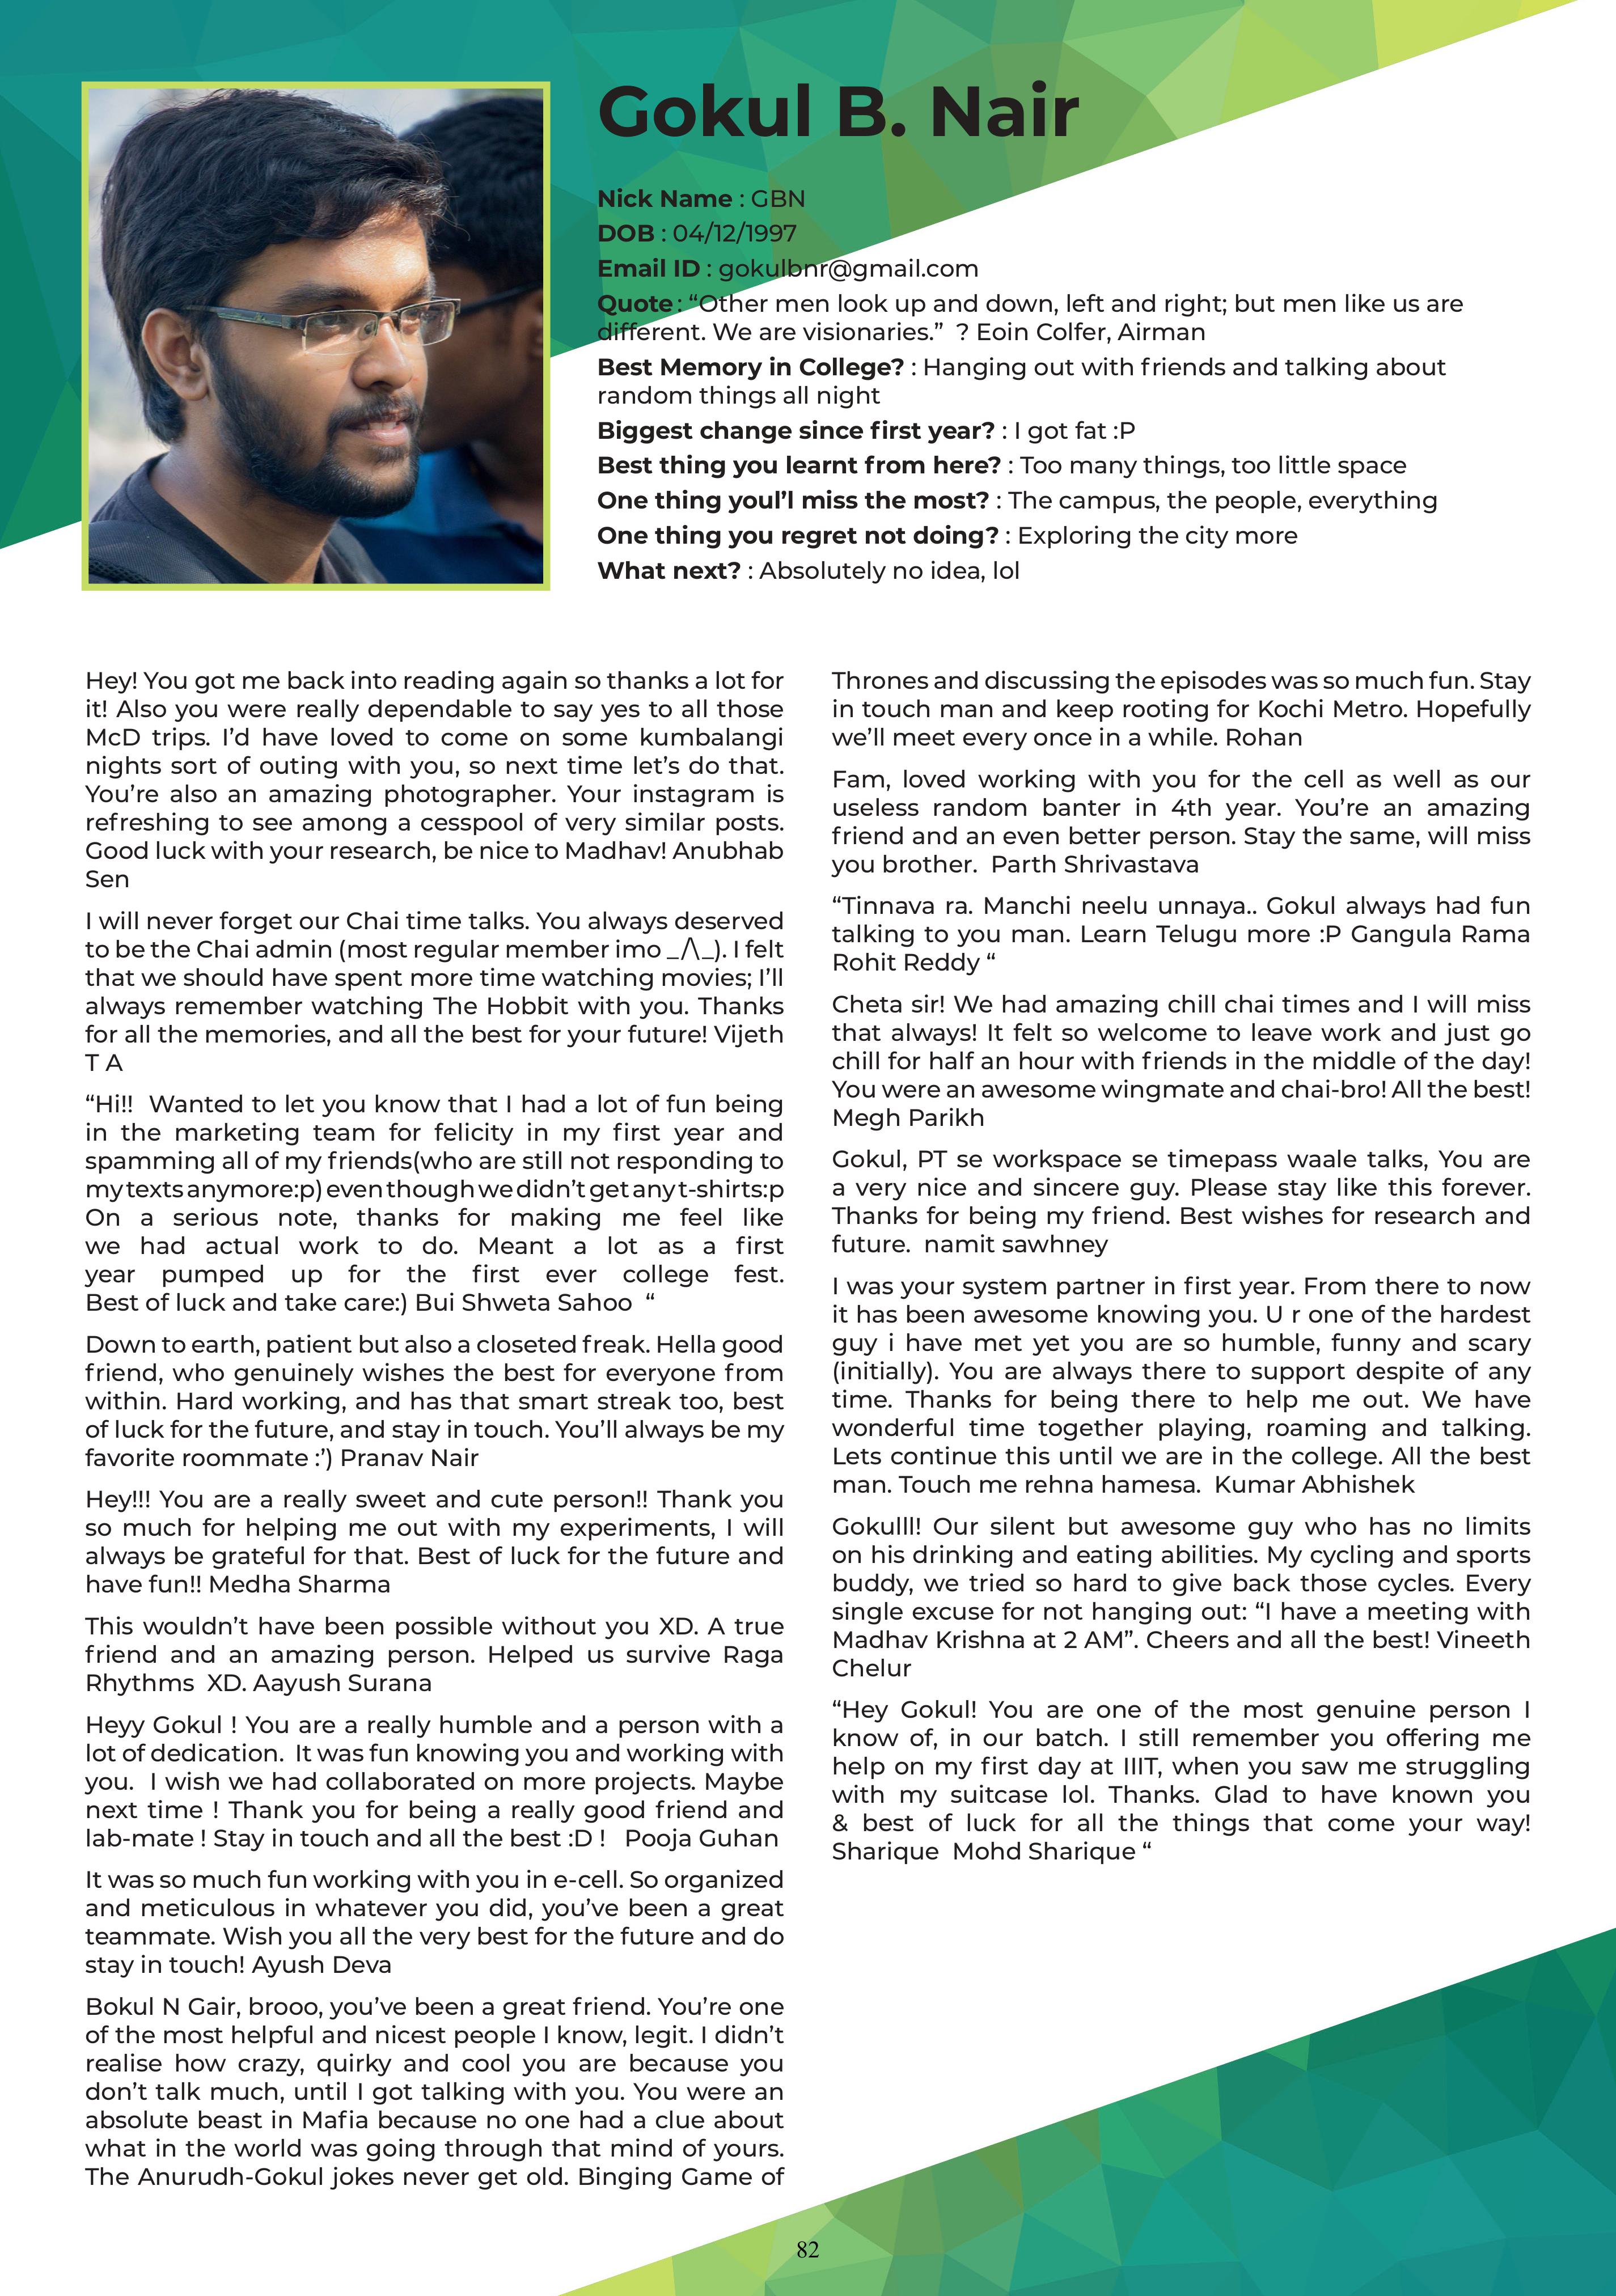 Gokul B. Nair
Nick Name : GBN
DOB : 04/12/1997
Email ID : gokulbnr@gmail.com
Quote : “Other men look up and down, left and right; but men like us are
different. We are visionaries.”  ? Eoin Colfer, Airman
Best Memory in College? : Hanging out with friends and talking about
random things all night
Biggest change since first year? : I got fat :P
Best thing you learnt from here? : Too many things, too little space
One thing youl’l miss the most? : The campus, the people, everything
One thing you regret not doing? : Exploring the city more
What next? : Absolutely no idea, lol
Hey! You got me back into reading again so thanks a lot for
it! Also you were really dependable to say yes to all those
McD trips. I’d have loved to come on some kumbalangi
nights sort of outing with you, so next time let’s do that.
You’re also an amazing photographer. Your instagram is
refreshing to see among a cesspool of very similar posts.
Good luck with your research, be nice to Madhav! Anubhab
Sen
I will never forget our Chai time talks. You always deserved
to be the Chai admin (most regular member imo _/\_). I felt
that we should have spent more time watching movies; I’ll
always remember watching The Hobbit with you. Thanks
for all the memories, and all the best for your future! Vijeth
T A
“Hi!!  Wanted to let you know that I had a lot of fun being
in the marketing team for felicity in my first year and
spamming all of my friends(who are still not responding to
my texts anymore:p) even though we didn’t get any t-shirts:p
On a serious note, thanks for making me feel like
we had actual work to do. Meant a lot as a first
year pumped up for the first ever college fest.
Best of luck and take care:) Bui Shweta Sahoo  “
Down to earth, patient but also a closeted freak. Hella good
friend, who genuinely wishes the best for everyone from
within. Hard working, and has that smart streak too, best
of luck for the future, and stay in touch. You’ll always be my
favorite roommate :’) Pranav Nair
Hey!!! You are a really sweet and cute person!! Thank you
so much for helping me out with my experiments, I will
always be grateful for that. Best of luck for the future and
have fun!! Medha Sharma
This wouldn’t have been possible without you XD. A true
friend and an amazing person. Helped us survive Raga
Rhythms  XD. Aayush Surana
Heyy Gokul ! You are a really humble and a person with a
lot of dedication.  It was fun knowing you and working with
you.  I wish we had collaborated on more projects. Maybe
next time ! Thank you for being a really good friend and
lab-mate ! Stay in touch and all the best :D !   Pooja Guhan
It was so much fun working with you in e-cell. So organized
and meticulous in whatever you did, you’ve been a great
teammate. Wish you all the very best for the future and do
stay in touch! Ayush Deva
Bokul N Gair, brooo, you’ve been a great friend. You’re one
of the most helpful and nicest people I know, legit. I didn’t
realise how crazy, quirky and cool you are because you
don’t talk much, until I got talking with you. You were an
absolute beast in Mafia because no one had a clue about
what in the world was going through that mind of yours.
The Anurudh-Gokul jokes never get old. Binging Game of
Thrones and discussing the episodes was so much fun. Stay
in touch man and keep rooting for Kochi Metro. Hopefully
we’ll meet every once in a while. Rohan
Fam, loved working with you for the cell as well as our
useless random banter in 4th year. You’re an amazing
friend and an even better person. Stay the same, will miss
you brother.  Parth Shrivastava
“Tinnava ra. Manchi neelu unnaya.. Gokul always had fun
talking to you man. Learn Telugu more :P Gangula Rama
Rohit Reddy “
Cheta sir! We had amazing chill chai times and I will miss
that always! It felt so welcome to leave work and just go
chill for half an hour with friends in the middle of the day!
You were an awesome wingmate and chai-bro! All the best!
Megh Parikh
Gokul, PT se workspace se timepass waale talks, You are
a very nice and sincere guy. Please stay like this forever.
Thanks for being my friend. Best wishes for research and
future.  namit sawhney
I was your system partner in first year. From there to now
it has been awesome knowing you. U r one of the hardest
guy i have met yet you are so humble, funny and scary
(initially). You are always there to support despite of any
time. Thanks for being there to help me out. We have
wonderful time together playing, roaming and talking.
Lets continue this until we are in the college. All the best
man. Touch me rehna hamesa.  Kumar Abhishek
Gokulll! Our silent but awesome guy who has no limits
on his drinking and eating abilities. My cycling and sports
buddy, we tried so hard to give back those cycles. Every
single excuse for not hanging out: “I have a meeting with
Madhav Krishna at 2 AM”. Cheers and all the best! Vineeth
Chelur
“Hey Gokul! You are one of the most genuine person I
know of, in our batch. I still remember you offering me
help on my first day at IIIT, when you saw me struggling
with my suitcase lol. Thanks. Glad to have known you
& best of luck for all the things that come your way!
Sharique  Mohd Sharique “
82